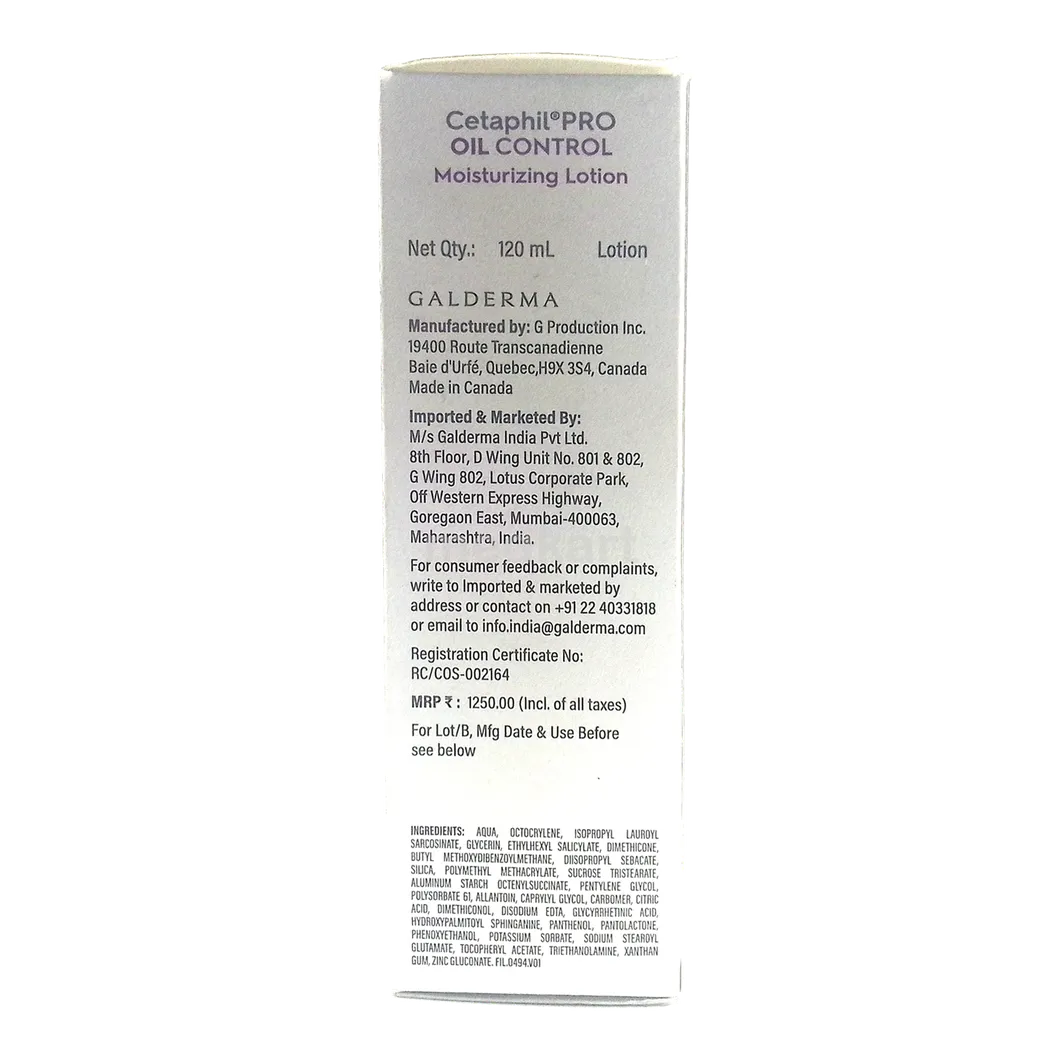 Cetaphil®PRO
OIL CONTROL
Moisturizing Lotion
Net Qty.: 120 mL Lotion
GALDERMA
Manufactured by: G Production Inc.
19400 Route Transcanadienne
Baie d'Urfé, Quebec,H9X 3S4, Canada
Made in Canada
Imported & Marketed By:
M/s Galderma India Pvt Ltd.
8th Floor, D Wing Unit No. 801 & 802,
G Wing 802, Lotus Corporate Park,
Off Western Express Highway,
Goregaon East, Mumbai-400063,
Maharashtra, India.
For consumer feedback or complaints,
write to Imported & marketed by
address or contact on +91 22 40331818
or email to info.india@galderma.com
Registration Certificate No:
RC/COS-002164
MRP ₹ : 1250.00 (Incl. of all taxes)
For Lot/B, Mfg Date & Use Before
see below
INGREDIENTS: AQUA, OCTOCRYLENE, ISOPROPYL LAUROYL
SARCOSINATE, GLYCERIN, ETHYLHEXYL SALICYLATE, DIMETHICONE,
BUTYL METHOXYDIBENZOYLMETHANE, DIISOPROPYL SEBACATE,
SILICA, POLYMETHYL METHACRYLATE, SUCROSE TRISTEARATE,
ALUMINUM STARCH OCTENYLSUCCINATE, PENTYLENE GLYCOL,
POLYSORBATE 61, ALLANTOIN, CAPRYLYL GLYCOL, CARBOMER, CITRIC
ACID, DIMETHICONOL, DISODIUM EDTA, GLYCYRRHETINIC ACID,
HYDROXYPALMITOYL SPHINGANINE, PANTHENOL, PANTOLACTONE,
PHENOXYETHANOL, POTASSIUM SORBATE, SODIUM STEAROYL
GLUTAMATE, TOCOPHERYL ACETATE, TRIETHANOLAMINE, XANTHAN
GUM, ZINC GLUCONATE. FIL.0494.V01